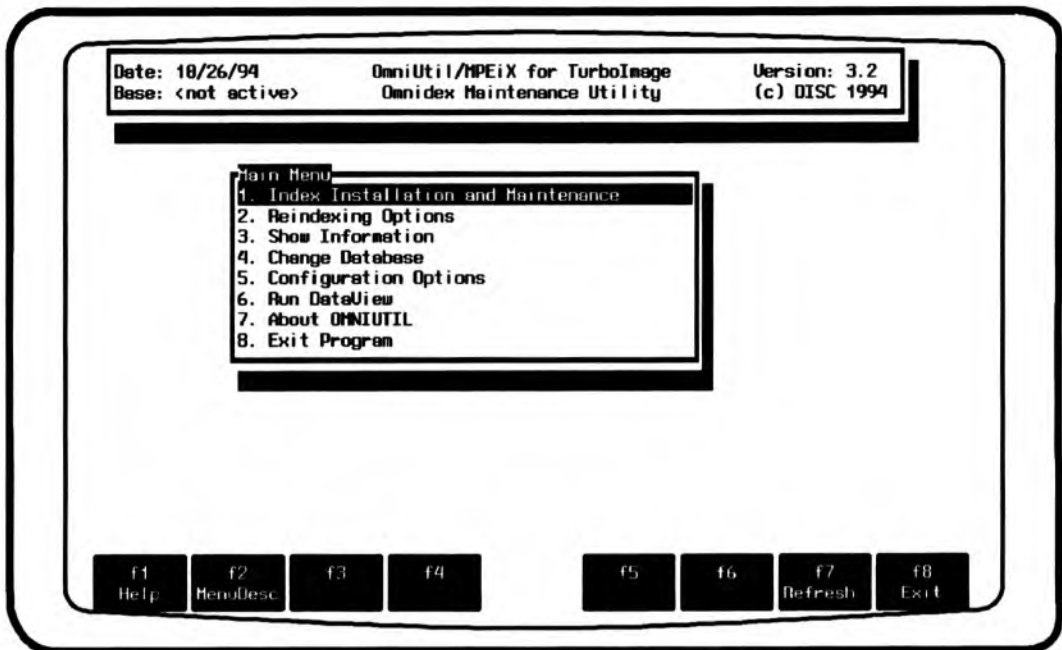 Date: 10/26/94 OmniUtil/MPEiX for TurboImage Version: 3.2
Base: <not active> Omnidex Maintenance Utility (c) DISC 1994
Main Menu
1. Index Installation and Maintenance
2. Reindexing Options
3. Show Information
4. Change Database
5. Configuration Options
6. Run DataView
7. About OMNIUTIL
8. Exit Program
f1 f2 f3 f4 f5 f6 f7 f8
Help MenuDesc Refresh Exit